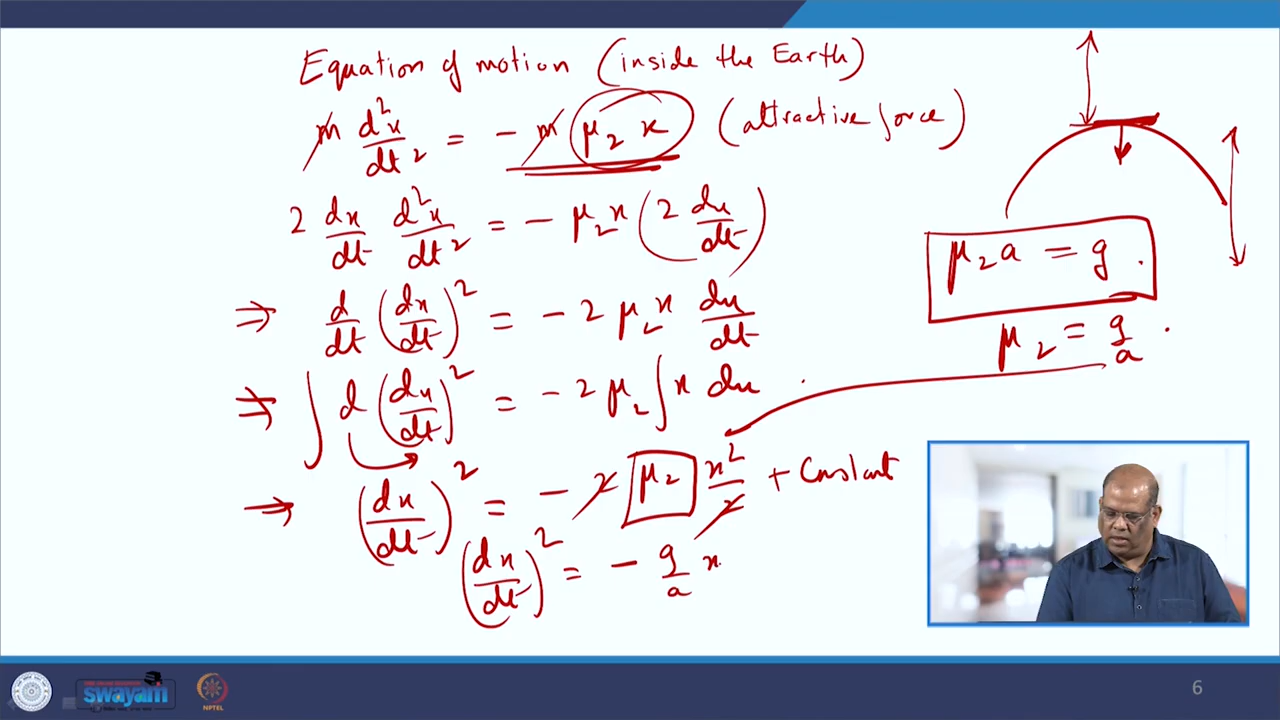 Equation of motion (inside the Earth)
m d²x/dt² = - m μ₂ x (attractive force)
2 dx/dt d²x/dt² = - μ₂ x (2 dx/dt)
⇒ d/dt (dx/dt)² = - 2 μ₂ x dx/dt
⇒ ∫ d (dx/dt)² = - 2 μ₂ ∫ x dx
⇒ (dx/dt)² = - 2 μ₂ x²/2 + Constant
(dx/dt)² = - g/a x
μ₂ a = g.
μ₂ = g/a.
swayam
NPTEL
6